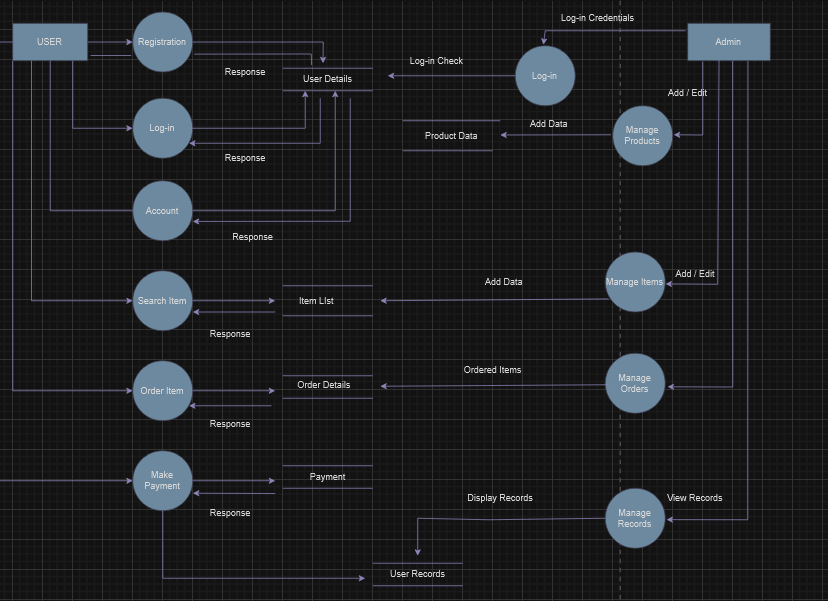 Log-in Credentials
USER
Registration
Admin
Log-in Check
Response
User Details
Log-in
Add / Edit
Log-in
Product Data
Add Data
Manage
Products
Response
Account
Response
Search Item
Item LIst
Add Data
Manage Items
Add / Edit
Response
Order Item
Order Details
Ordered Items
Manage
Orders
Response
Make
Payment
Payment
Display Records
Manage
Records
View Records
Response
User Records